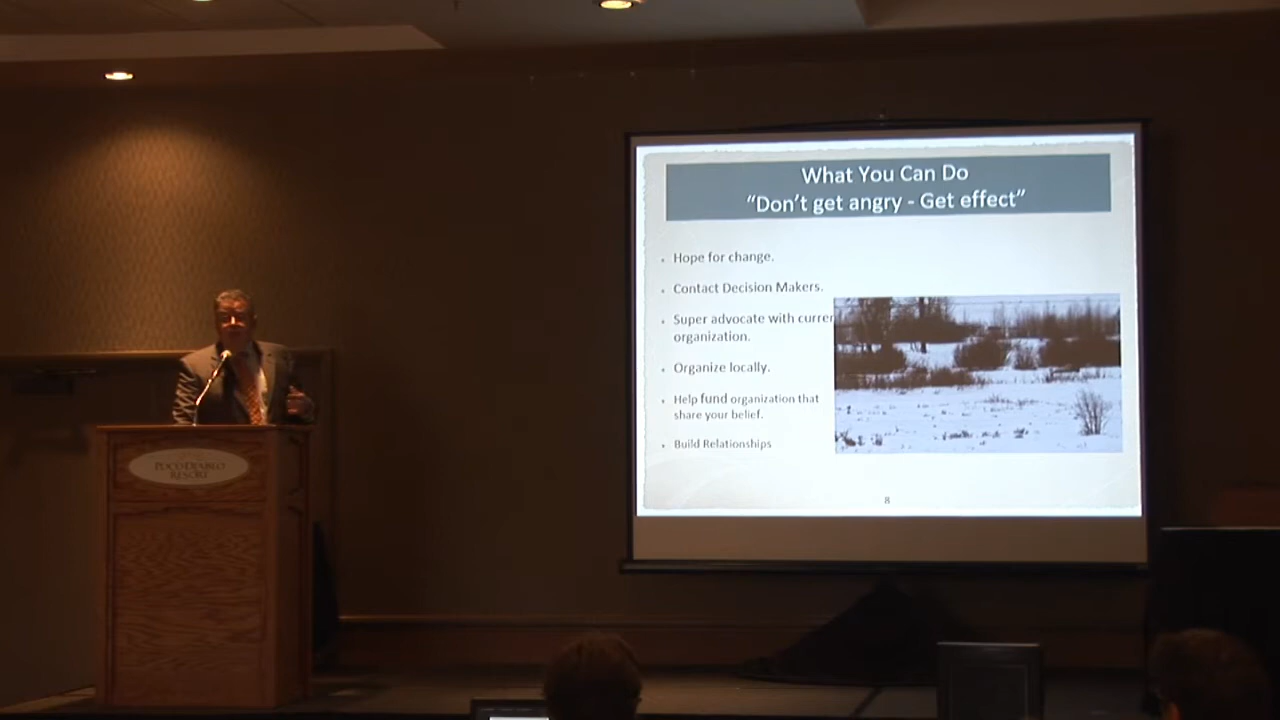 What You Can Do
“Don’t get angry - Get effect”
Hope for change.
Contact Decision Makers.
Super advocate with curren
organization.
Organize locally.
Help fund organization that
share your belief.
Build Relationships
8
POCO DIABLO
RESORT